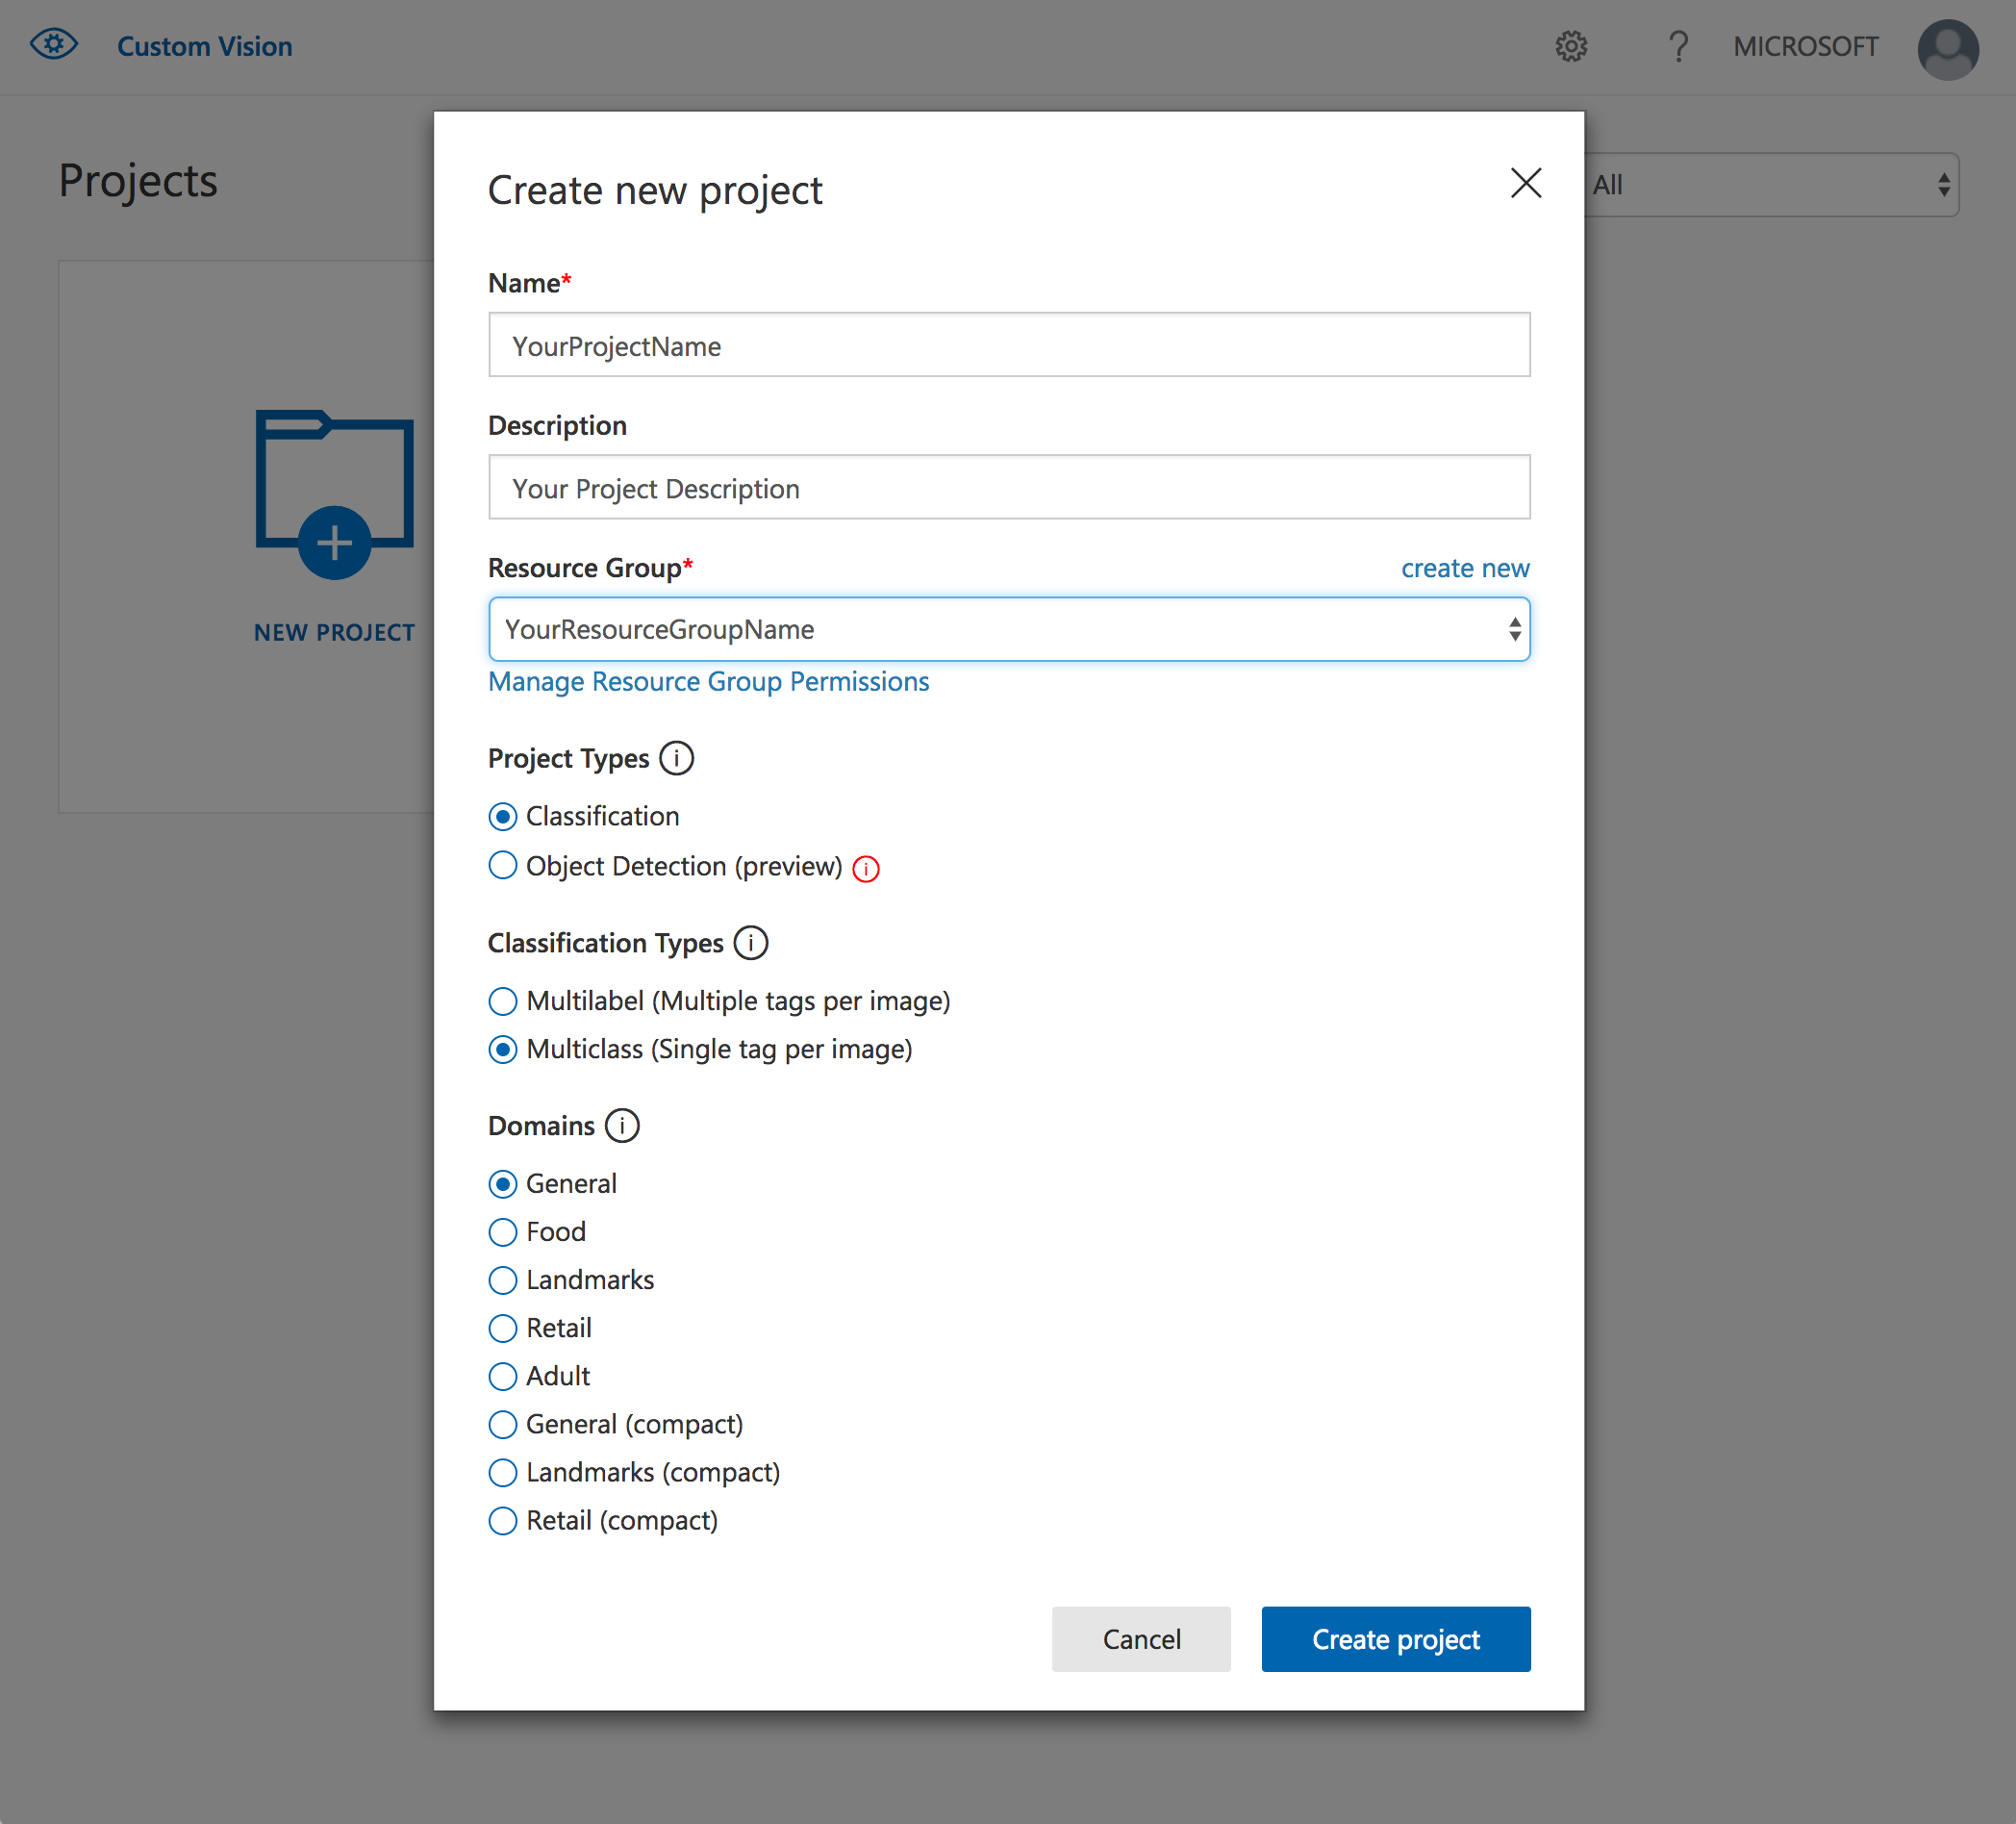 Custom Vision
? MICROSOFT
Projects
All
NEW PROJECT
Create new project
Name*
YourProjectName
Description
Your Project Description
Resource Group* create new
YourResourceGroupName
Manage Resource Group Permissions
Project Types i
Classification
Object Detection (preview) i
Classification Types i
Multilabel (Multiple tags per image)
Multiclass (Single tag per image)
Domains i
General
Food
Landmarks
Retail
Adult
General (compact)
Landmarks (compact)
Retail (compact)
Cancel Create project